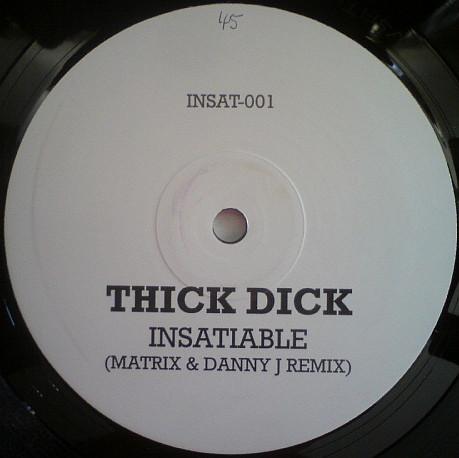 45
INSAT-001
THICK DICK
INSATIABLE
(MATRIX & DANNY J REMIX)